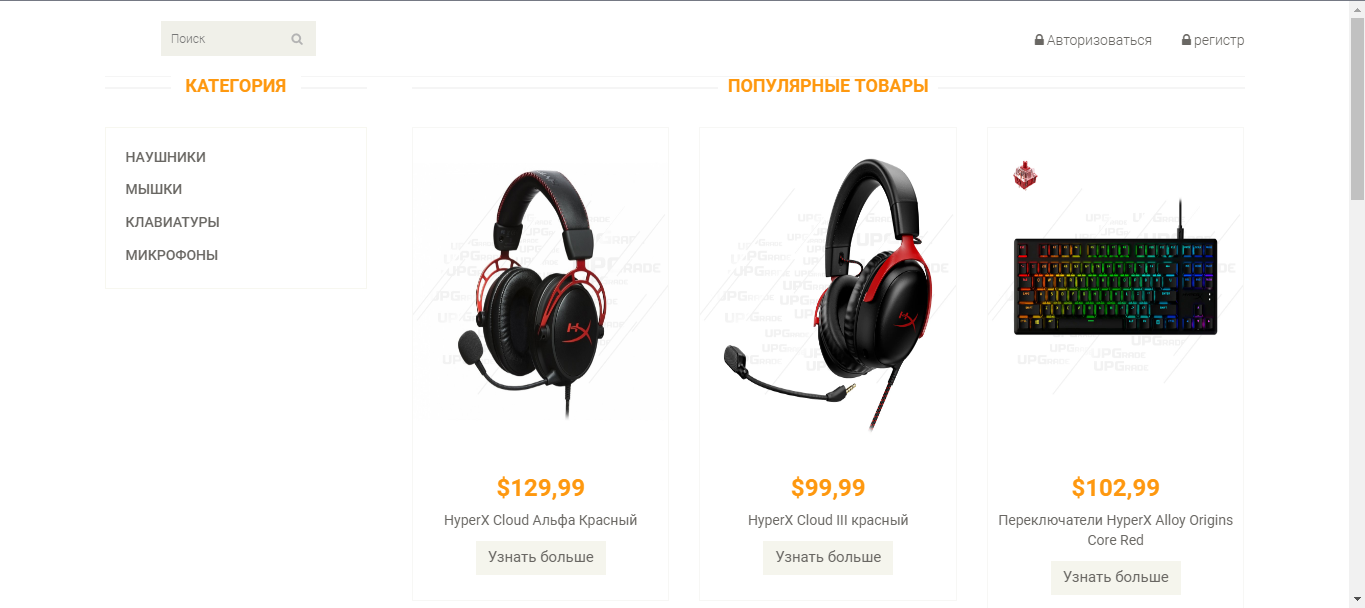 Поиск
Авторизоваться
регистр
КАТЕГОРИЯ
ПОПУЛЯРНЫЕ ТОВАРЫ
НАУШНИКИ
МЫШКИ
КЛАВИАТУРЫ
МИКРОФОНЫ
$129,99
HyperX Cloud Альфа Красный
Узнать больше
$99,99
HyperX Cloud III красный
Узнать больше
$102,99
Переключатели HyperX Alloy Origins
Core Red
Узнать больше